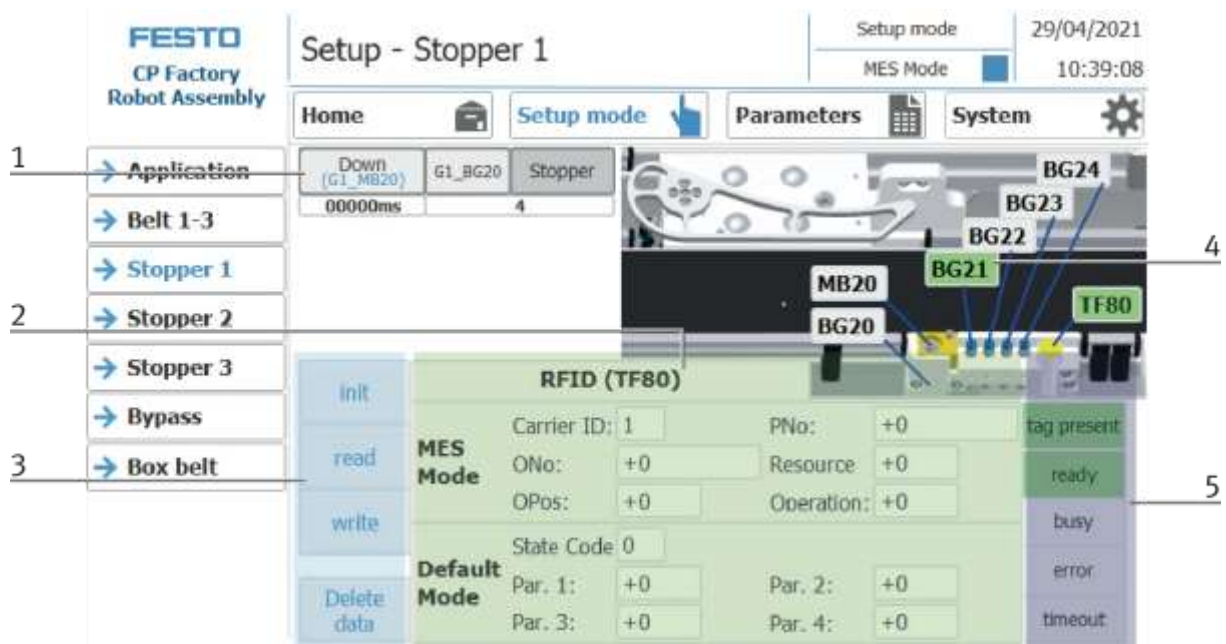 FESTO
CP Factory
Robot Assembly
Setup - Stopper 1
Setup mode
MES Mode
29/04/2021
10:39:08
Home
Setup mode
Parameters
System
1
Application
Belt 1-3
Stopper 1
2
Stopper 2
Stopper 3
Bypass
3
Box belt
Down
(G1_MB20)
G1_BG20
Stopper
00000ms
4
BG24
BG23
BG22
BG21
4
MB20
TF80
BG20
init
read
write
Delete
data
RFID (TF80)
MES
Mode
Carrier ID: 1
PNo: +0
ONo: +0
Resource +0
OPos: +0
Operation: +0
Default
Mode
State Code 0
Par. 1: +0
Par. 2: +0
Par. 3: +0
Par. 4: +0
tag present
ready
5
busy
error
timeout